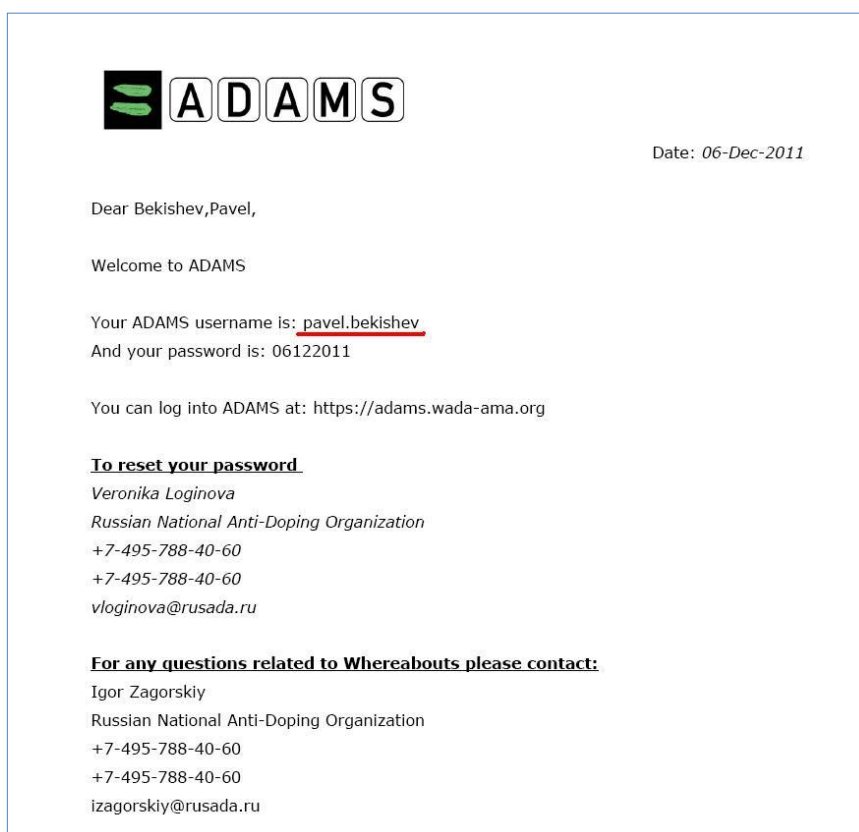 ADAMS
Date: 06-Dec-2011
Dear Bekishev,Pavel,
Welcome to ADAMS
Your ADAMS username is: pavel.bekishev
And your password is: 06122011
You can log into ADAMS at: https://adams.wada-ama.org
To reset your password
Veronika Loginova
Russian National Anti-Doping Organization
+7-495-788-40-60
+7-495-788-40-60
vloginova@rusada.ru
For any questions related to Whereabouts please contact:
Igor Zagorskiy
Russian National Anti-Doping Organization
+7-495-788-40-60
+7-495-788-40-60
izagorskiy@rusada.ru